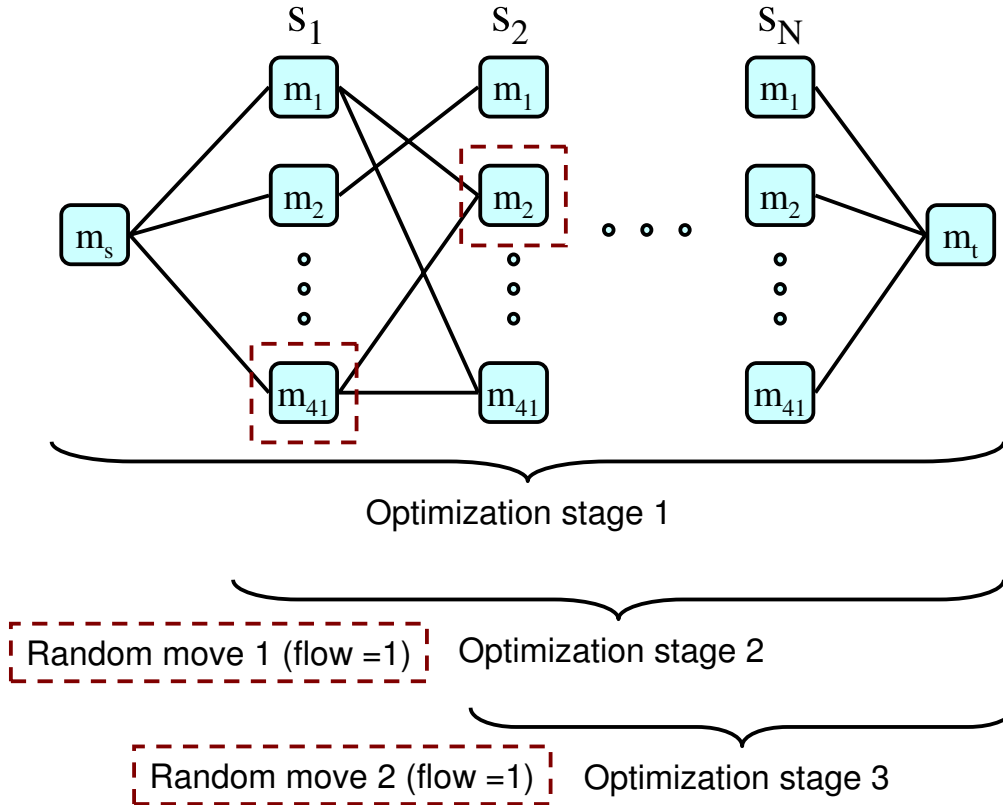 s1 s2 sN
m1 m1 m1
m2 m2 m2
ms mt
m41 m41 m41
Optimization stage 1
Random move 1 (flow =1) Optimization stage 2
Random move 2 (flow =1) Optimization stage 3